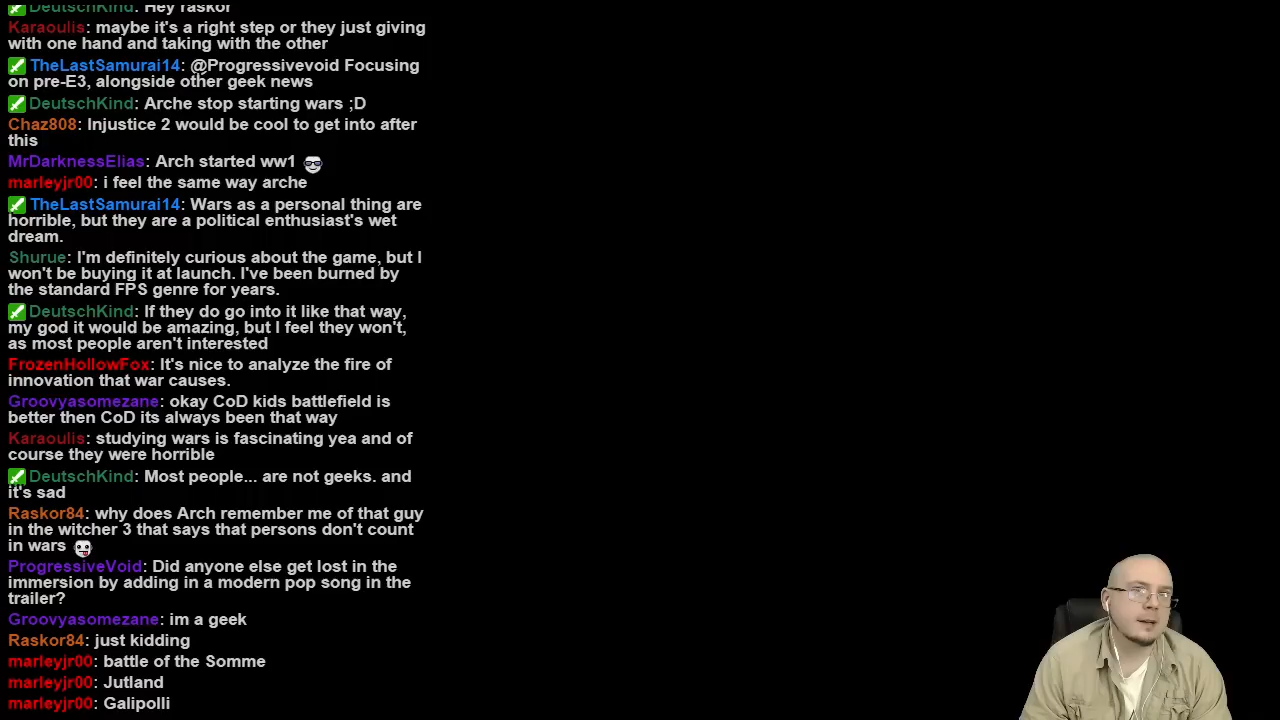 DeutschKind: Hey raskor
Karaoulis: maybe it's a right step or they just giving
with one hand and taking with the other
TheLastSamurai14: @Progressivevoid Focusing
on pre-E3, alongside other geek news
DeutschKind: Arche stop starting wars ;D
Chaz808: Injustice 2 would be cool to get into after
this
MrDarknessElias: Arch started ww1
marleyjr00: i feel the same way arche
TheLastSamurai14: Wars as a personal thing are
horrible, but they are a political enthusiast's wet
dream.
Shurue: I'm definitely curious about the game, but I
won't be buying it at launch. I've been burned by
the standard FPS genre for years.
DeutschKind: If they do go into it like that way,
my god it would be amazing, but I feel they won't,
as most people aren't interested
FrozenHollowFox: It's nice to analyze the fire of
innovation that war causes.
Groovyasomezane: okay CoD kids battlefield is
better then CoD its always been that way
Karaoulis: studying wars is fascinating yea and of
course they were horrible
DeutschKind: Most people... are not geeks. and
it's sad
Raskor84: why does Arch remember me of that guy
in the witcher 3 that says that persons don't count
in wars
ProgressiveVoid: Did anyone else get lost in the
immersion by adding in a modern pop song in the
trailer?
Groovyasomezane: im a geek
Raskor84: just kidding
marleyjr00: battle of the Somme
marleyjr00: Jutland
marleyjr00: Galipolli